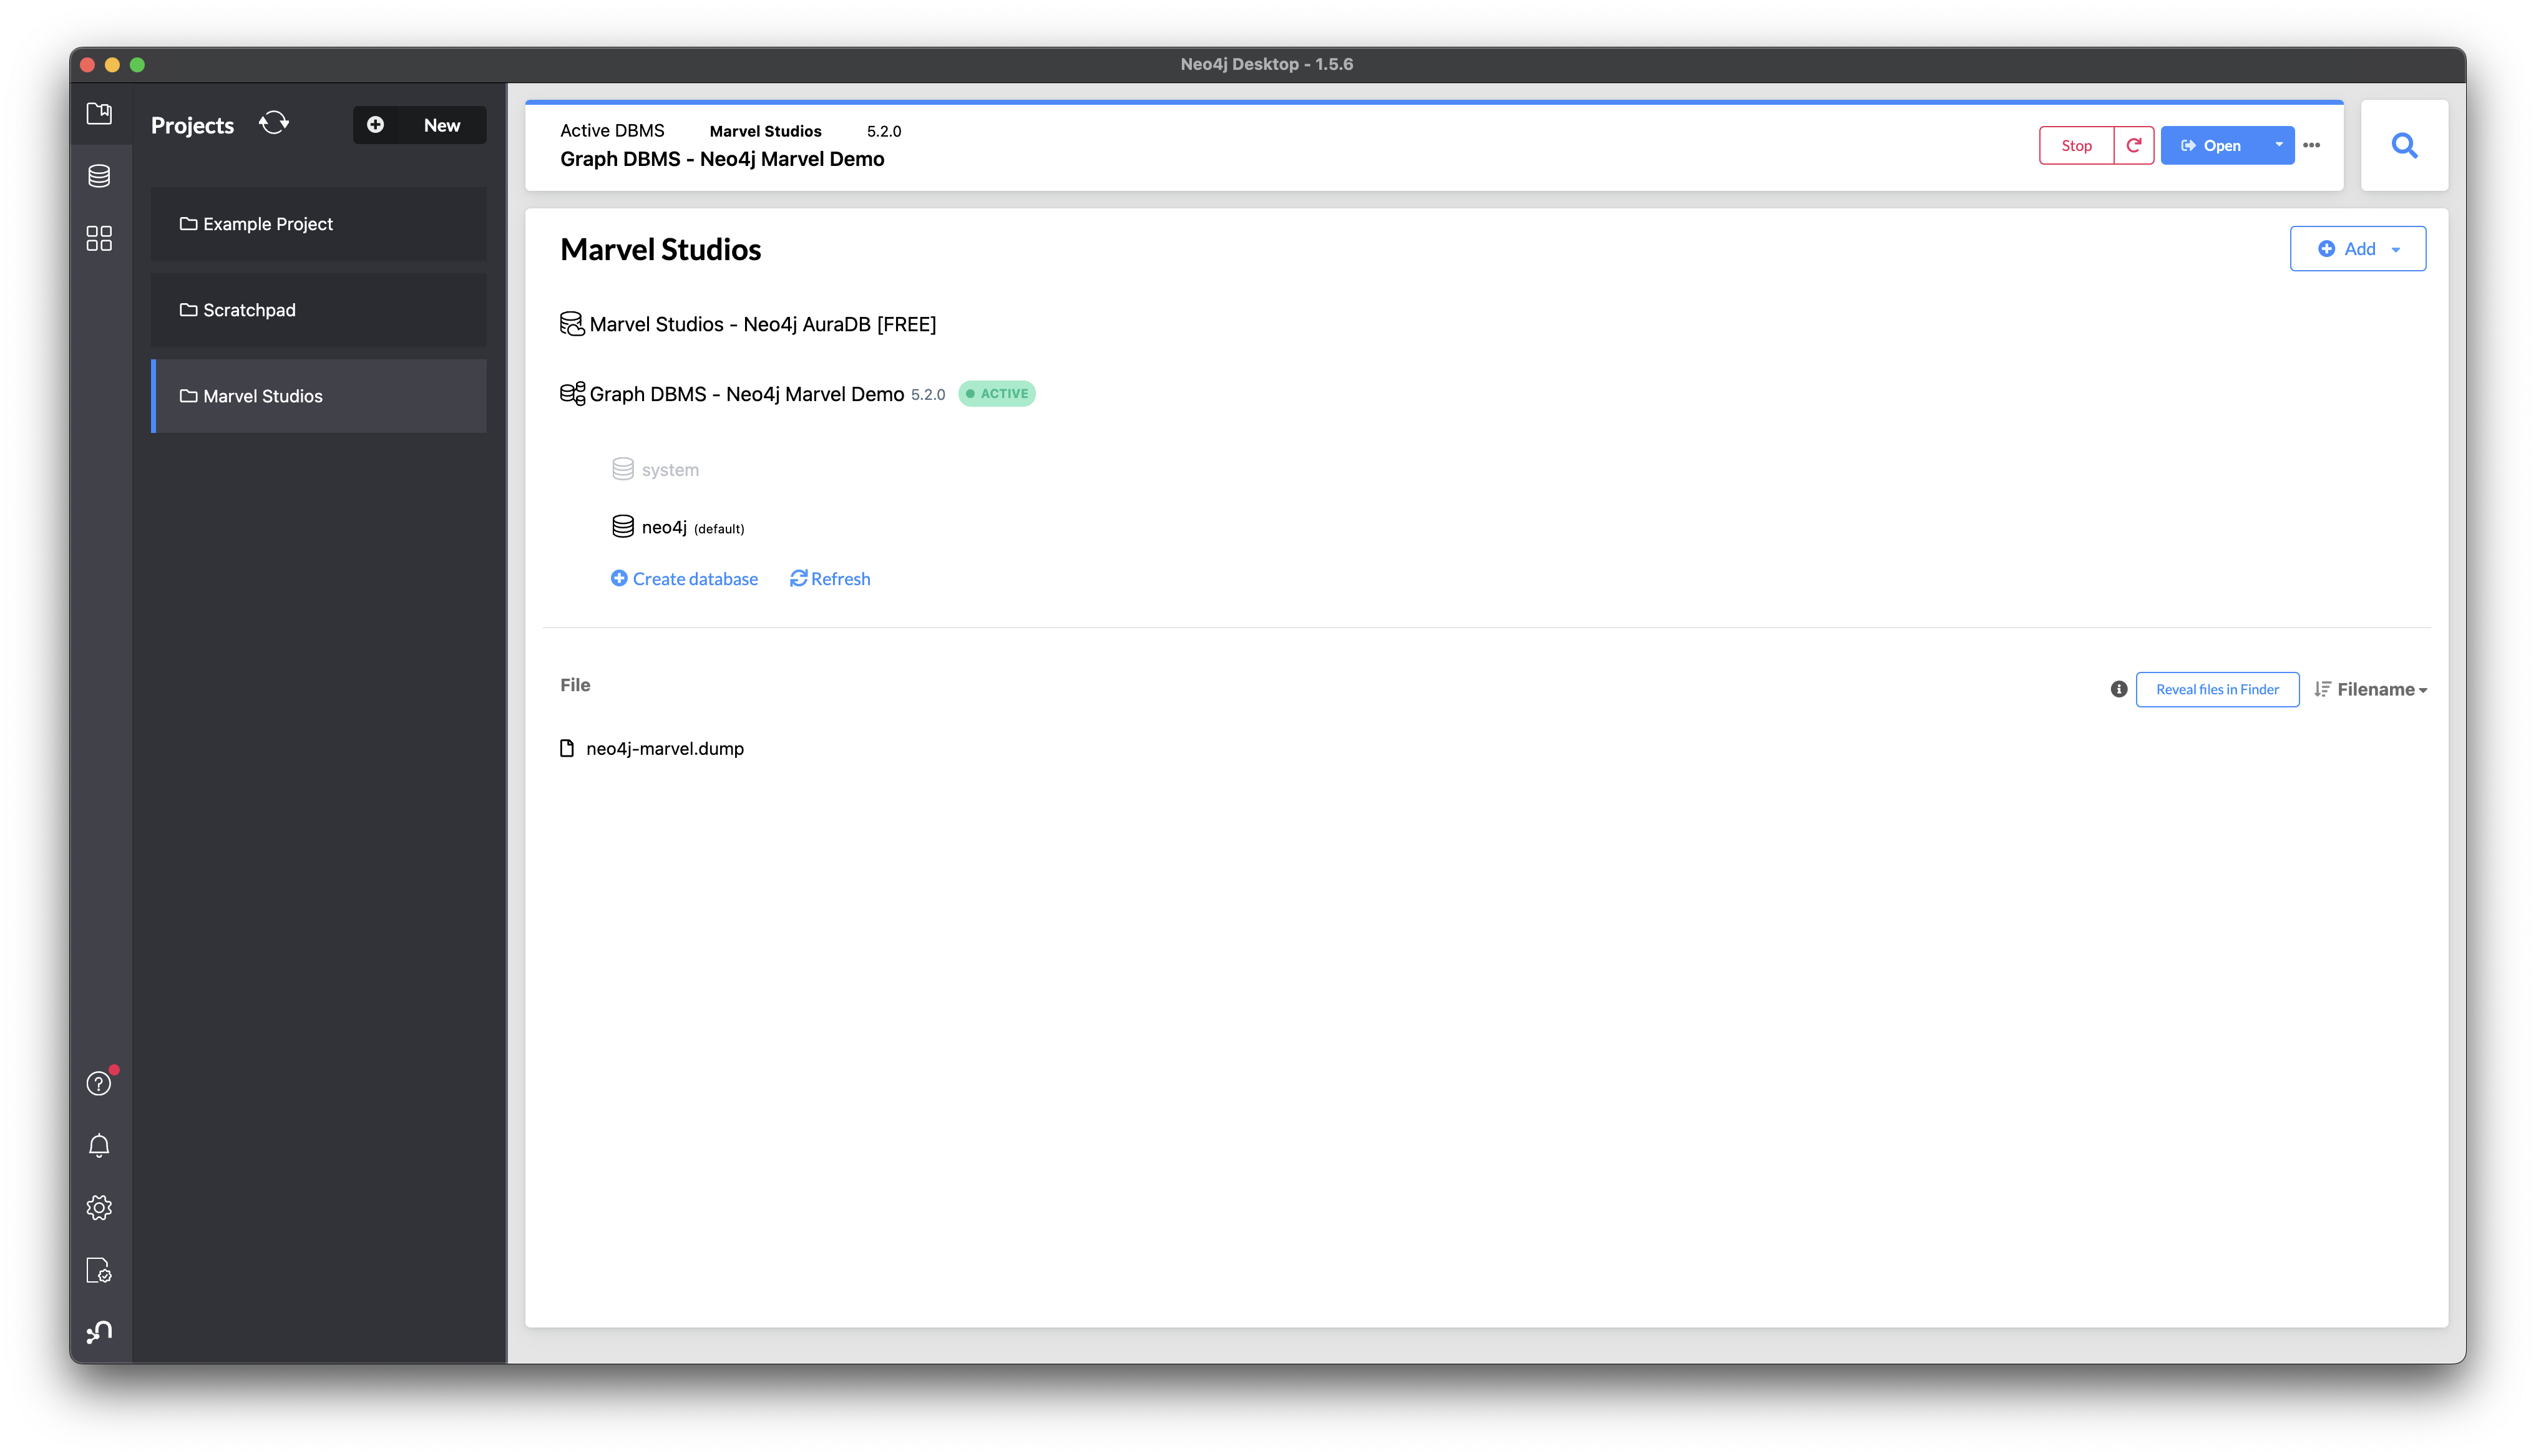 Neo4j Desktop - 1.5.6
Projects
New
Example Project
Scratchpad
Marvel Studios
Active DBMS Marvel Studios 5.2.0
Graph DBMS - Neo4j Marvel Demo
Stop
Open
Marvel Studios
Add
Marvel Studios - Neo4j AuraDB [FREE]
Graph DBMS - Neo4j Marvel Demo 5.2.0 ACTIVE
system
neo4j (default)
Create database Refresh
File
Reveal files in Finder
Filename
neo4j-marvel.dump